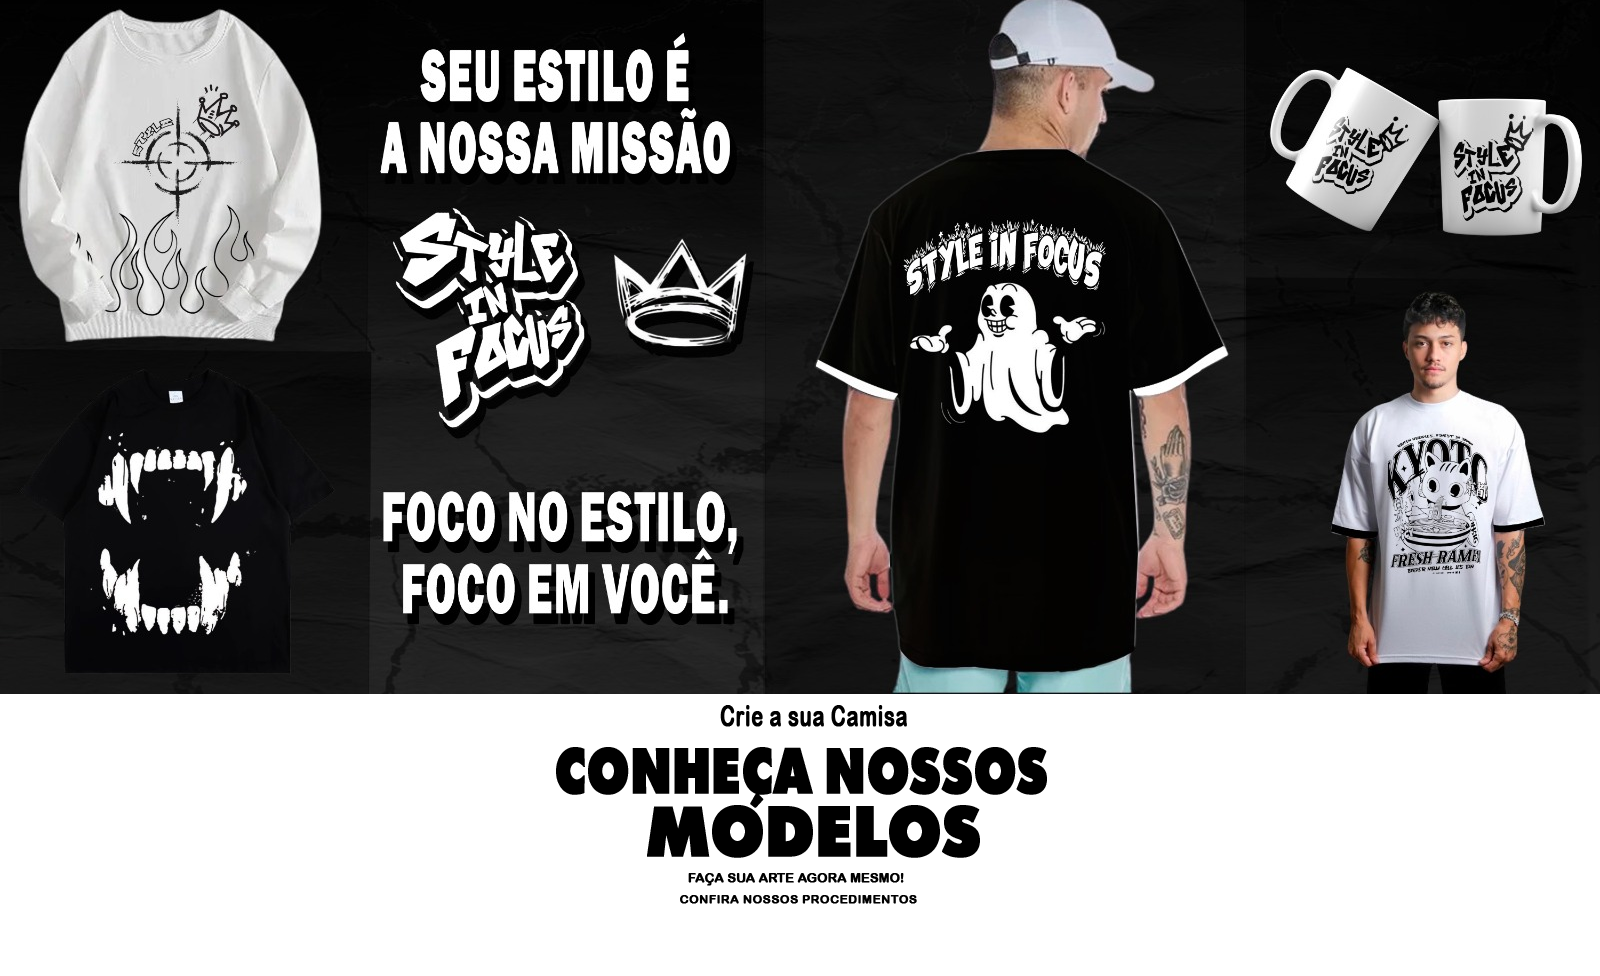 STYLE
SEU ESTILO É
A NOSSA MISSÃO
STYLE
IN
FOCUS
FOCO NO ESTILO,
FOCO EM VOCÊ.
STYLE IN FOCUS
STYLE
IN
FOCUS
STYLE
IN
FOCUS
KYOTO
FRESH RAMEN
Crie a sua Camisa
CONHEÇA NOSSOS
MODELOS
FAÇA SUA ARTE AGORA MESMO!
CONFIRA NOSSOS PROCEDIMENTOS